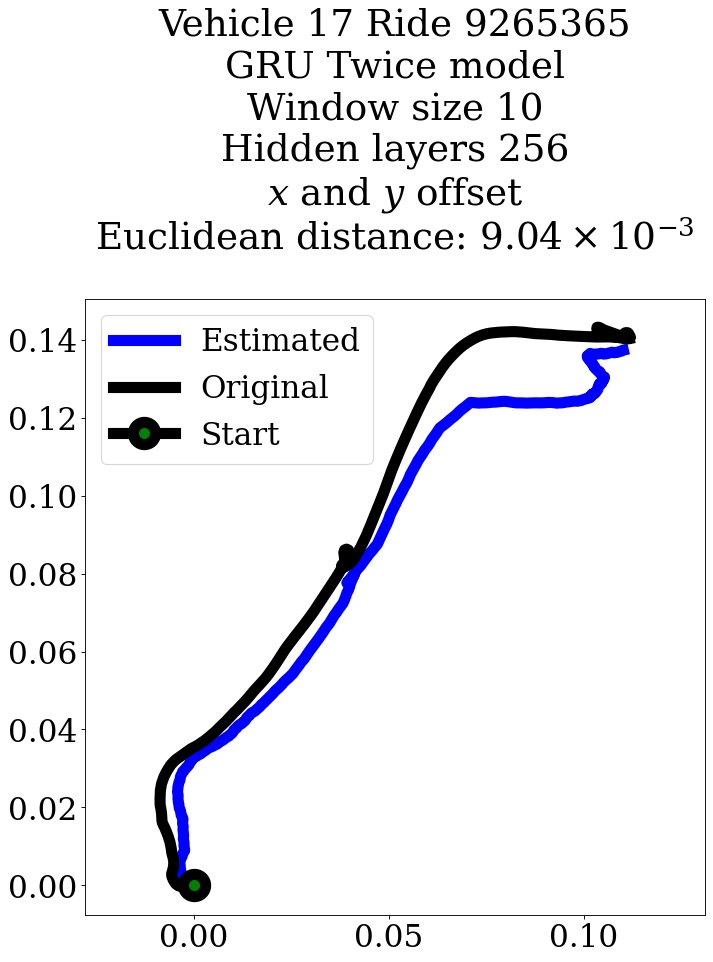 Vehicle 17 Ride 9265365
GRU Twice model
Window size 10
Hidden layers 256
x and y offset
Euclidean distance: 9.04 × 10⁻³
Estimated
Original
Start
0.14
0.12
0.10
0.08
0.06
0.04
0.02
0.00
0.00 0.05 0.10